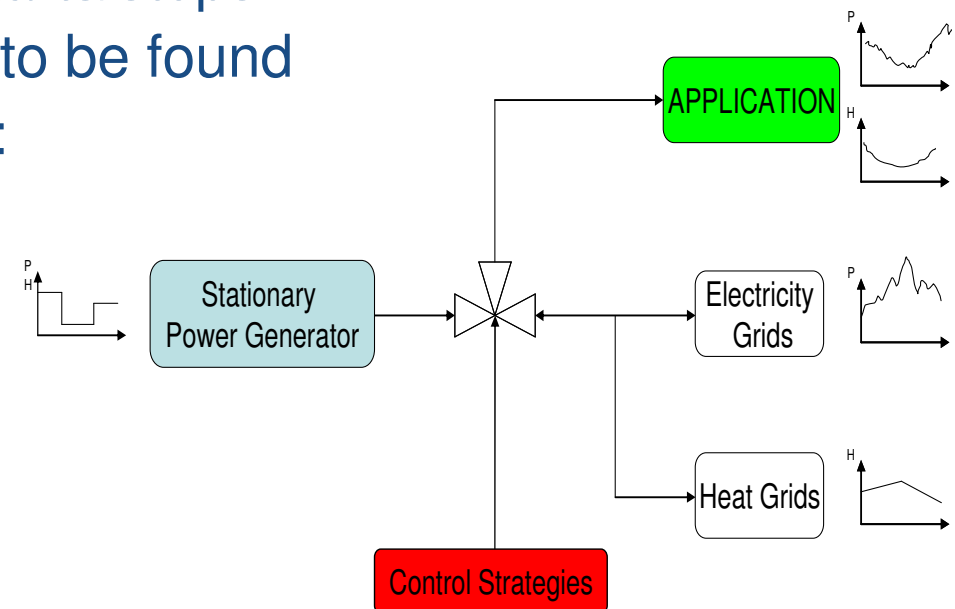 to be found
:
P
APPLICATION
H
P
H
Stationary
Power Generator
P
Electricity
Grids
H
Heat Grids
Control Strategies